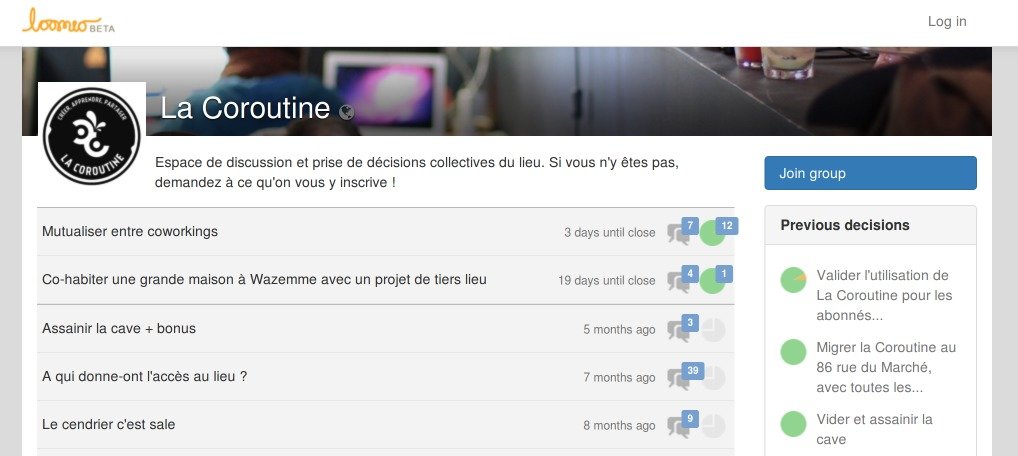 loomio BETA
Log in
CRÉER, APPRENDRE, PARTAGER
LA COROUTINE
La Coroutine
Espace de discussion et prise de décisions collectives du lieu. Si vous n'y êtes pas,
demandez à ce qu'on vous y inscrive !
Join group
Mutualiser entre coworkings 3 days until close 7 12
Co-habiter une grande maison à Wazemme avec un projet de tiers lieu 19 days until close 4 1
Assainir la cave + bonus 5 months ago 3
A qui donne-ont l'accès au lieu ? 7 months ago 39
Le cendrier c'est sale 8 months ago 9
Previous decisions
Valider l'utilisation de
La Coroutine pour les
abonnés...
Migrer la Coroutine au
86 rue du Marché,
avec toutes les...
Vider et assainir la
cave